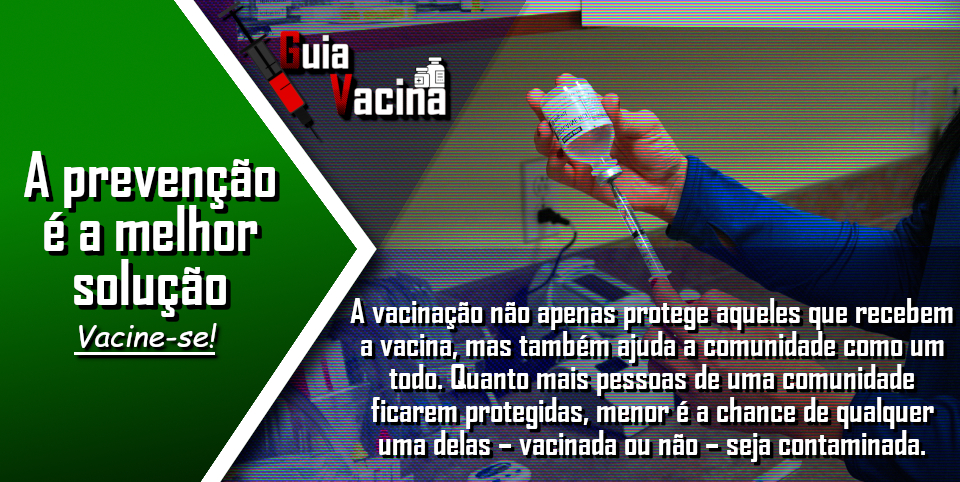 Guia
Vacina
A prevenção
é a melhor
solução
Vacine-se!
A vacinação não apenas protege aqueles que recebem
a vacina, mas também ajuda a comunidade como um
todo. Quanto mais pessoas de uma comunidade
ficarem protegidas, menor é a chance de qualquer
uma delas – vacinada ou não – seja contaminada.